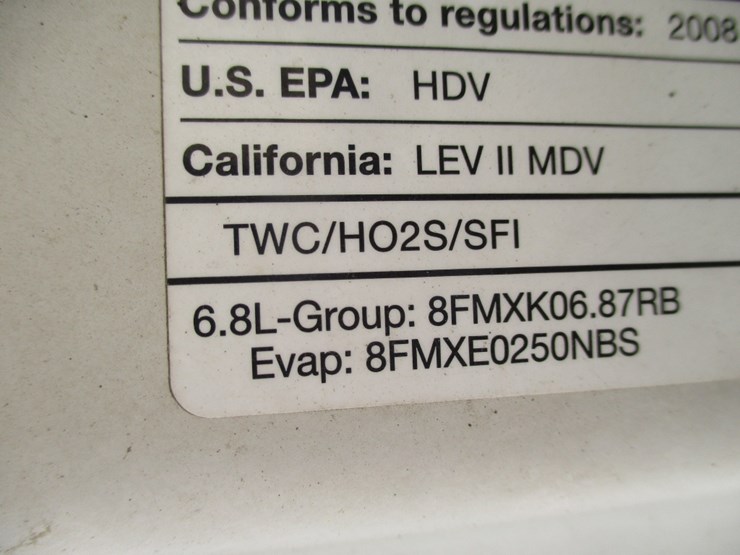 Conforms to regulations: 2008
U.S. EPA: HDV
California: LEV II MDV
TWC/HO2S/SFI
6.8L-Group: 8FMXK06.87RB
Evap: 8FMXE0250NBS